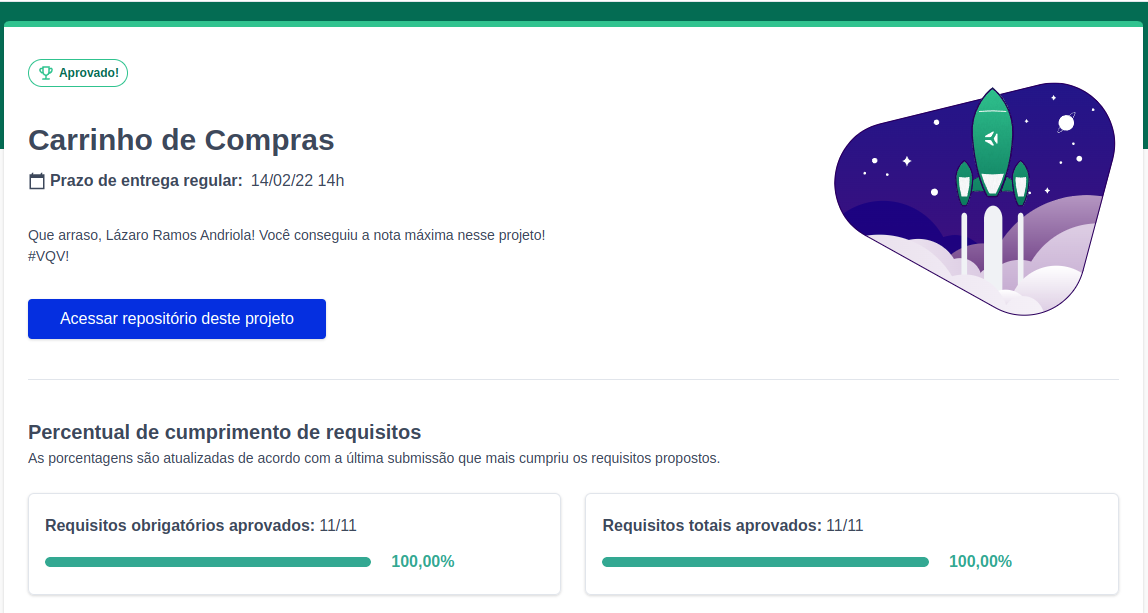 Aprovado!
Carrinho de Compras
Prazo de entrega regular: 14/02/22 14h
Que arraso, Lázaro Ramos Andriola! Você conseguiu a nota máxima nesse projeto!
#VQV!
Acessar repositório deste projeto
Percentual de cumprimento de requisitos
As porcentagens são atualizadas de acordo com a última submissão que mais cumpriu os requisitos propostos.
Requisitos obrigatórios aprovados: 11/11
100,00%
Requisitos totais aprovados: 11/11
100,00%